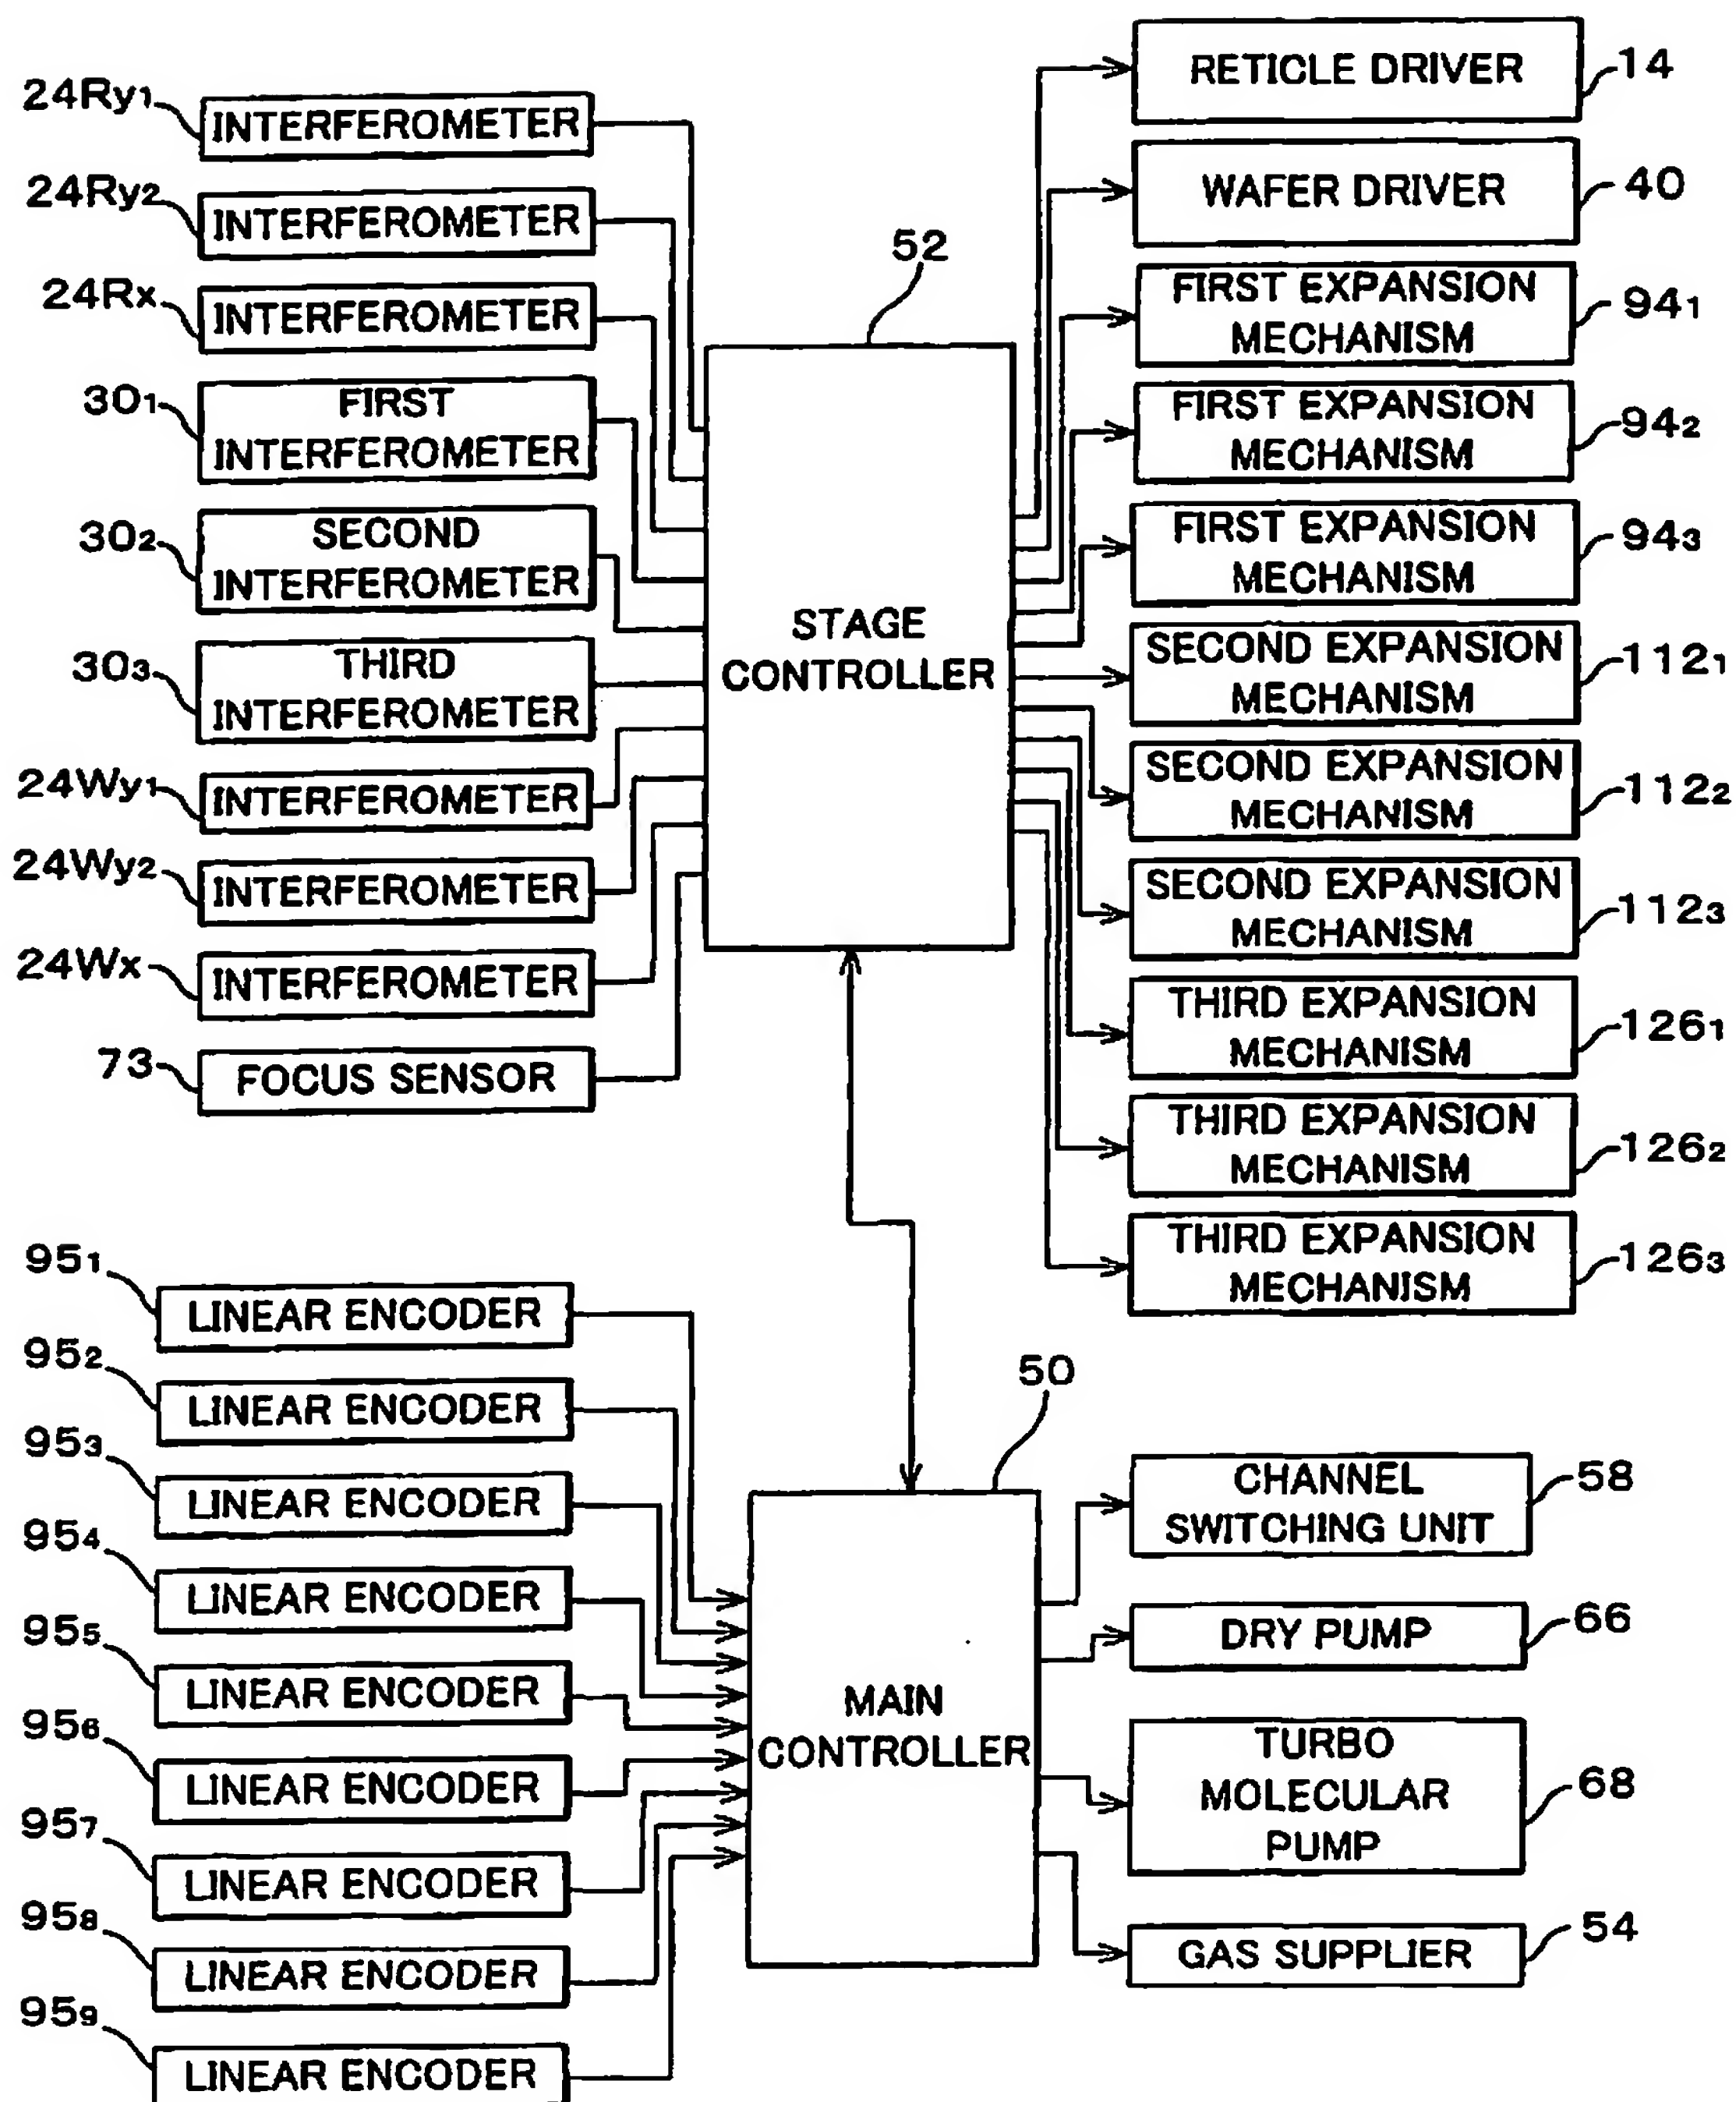 24Ry1
INTERFEROMETER
24Ry2
INTERFEROMETER
24Rx
INTERFEROMETER
301
FIRST
INTERFEROMETER
302
SECOND
INTERFEROMETER
303
THIRD
INTERFEROMETER
24Wy1
INTERFEROMETER
24Wy2
INTERFEROMETER
24Wx
INTERFEROMETER
73
FOCUS SENSOR
52
STAGE
CONTROLLER
RETICLE DRIVER
14
WAFER DRIVER
40
FIRST EXPANSION
MECHANISM
941
FIRST EXPANSION
MECHANISM
942
FIRST EXPANSION
MECHANISM
943
SECOND EXPANSION
MECHANISM
1121
SECOND EXPANSION
MECHANISM
1122
SECOND EXPANSION
MECHANISM
1123
THIRD EXPANSION
MECHANISM
1261
THIRD EXPANSION
MECHANISM
1262
THIRD EXPANSION
MECHANISM
1263
951
LINEAR ENCODER
952
LINEAR ENCODER
953
LINEAR ENCODER
954
LINEAR ENCODER
955
LINEAR ENCODER
956
LINEAR ENCODER
957
LINEAR ENCODER
958
LINEAR ENCODER
959
LINEAR ENCODER
50
MAIN
CONTROLLER
CHANNEL
SWITCHING UNIT
58
DRY PUMP
66
TURBO
MOLECULAR
PUMP
68
GAS SUPPLIER
54